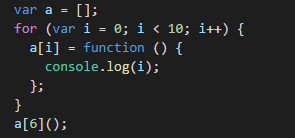 var a = [];
for (var i = 0; i < 10; i++) {
  a[i] = function () {
    console.log(i);
  };
}
a[6]();